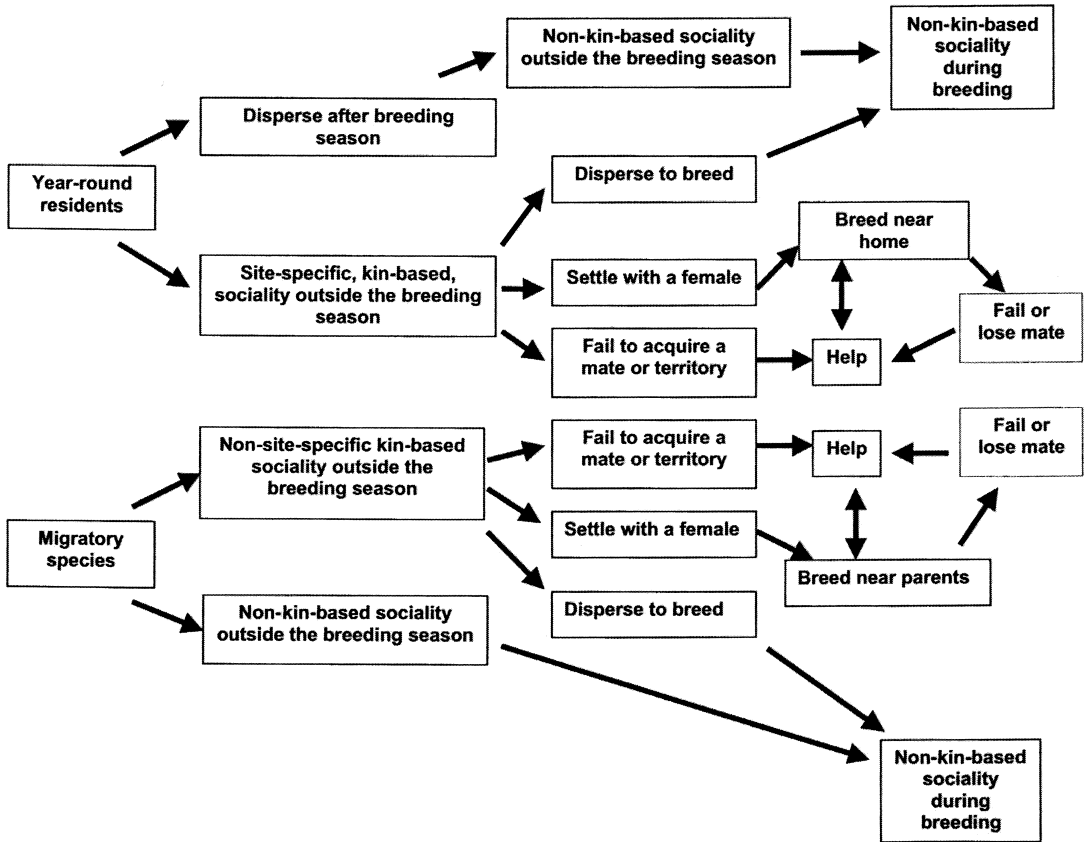 Non-kin-based sociality
outside the breeding season
Non-kin-based
sociality
during
breeding
Disperse after breeding
season
Disperse to breed
Year-round
residents
Breed near
home
Site-specific, kin-based,
sociality outside the breeding
season
Settle with a female
Fail or
lose mate
Fail to acquire a
mate or territory
Help
Non-site-specific kin-based
sociality outside the
breeding season
Fail to acquire a
mate or territory
Help
Fail or
lose mate
Migratory
species
Settle with a female
Breed near parents
Non-kin-based sociality
outside the breeding season
Disperse to breed
Non-kin-based
sociality
during
breeding